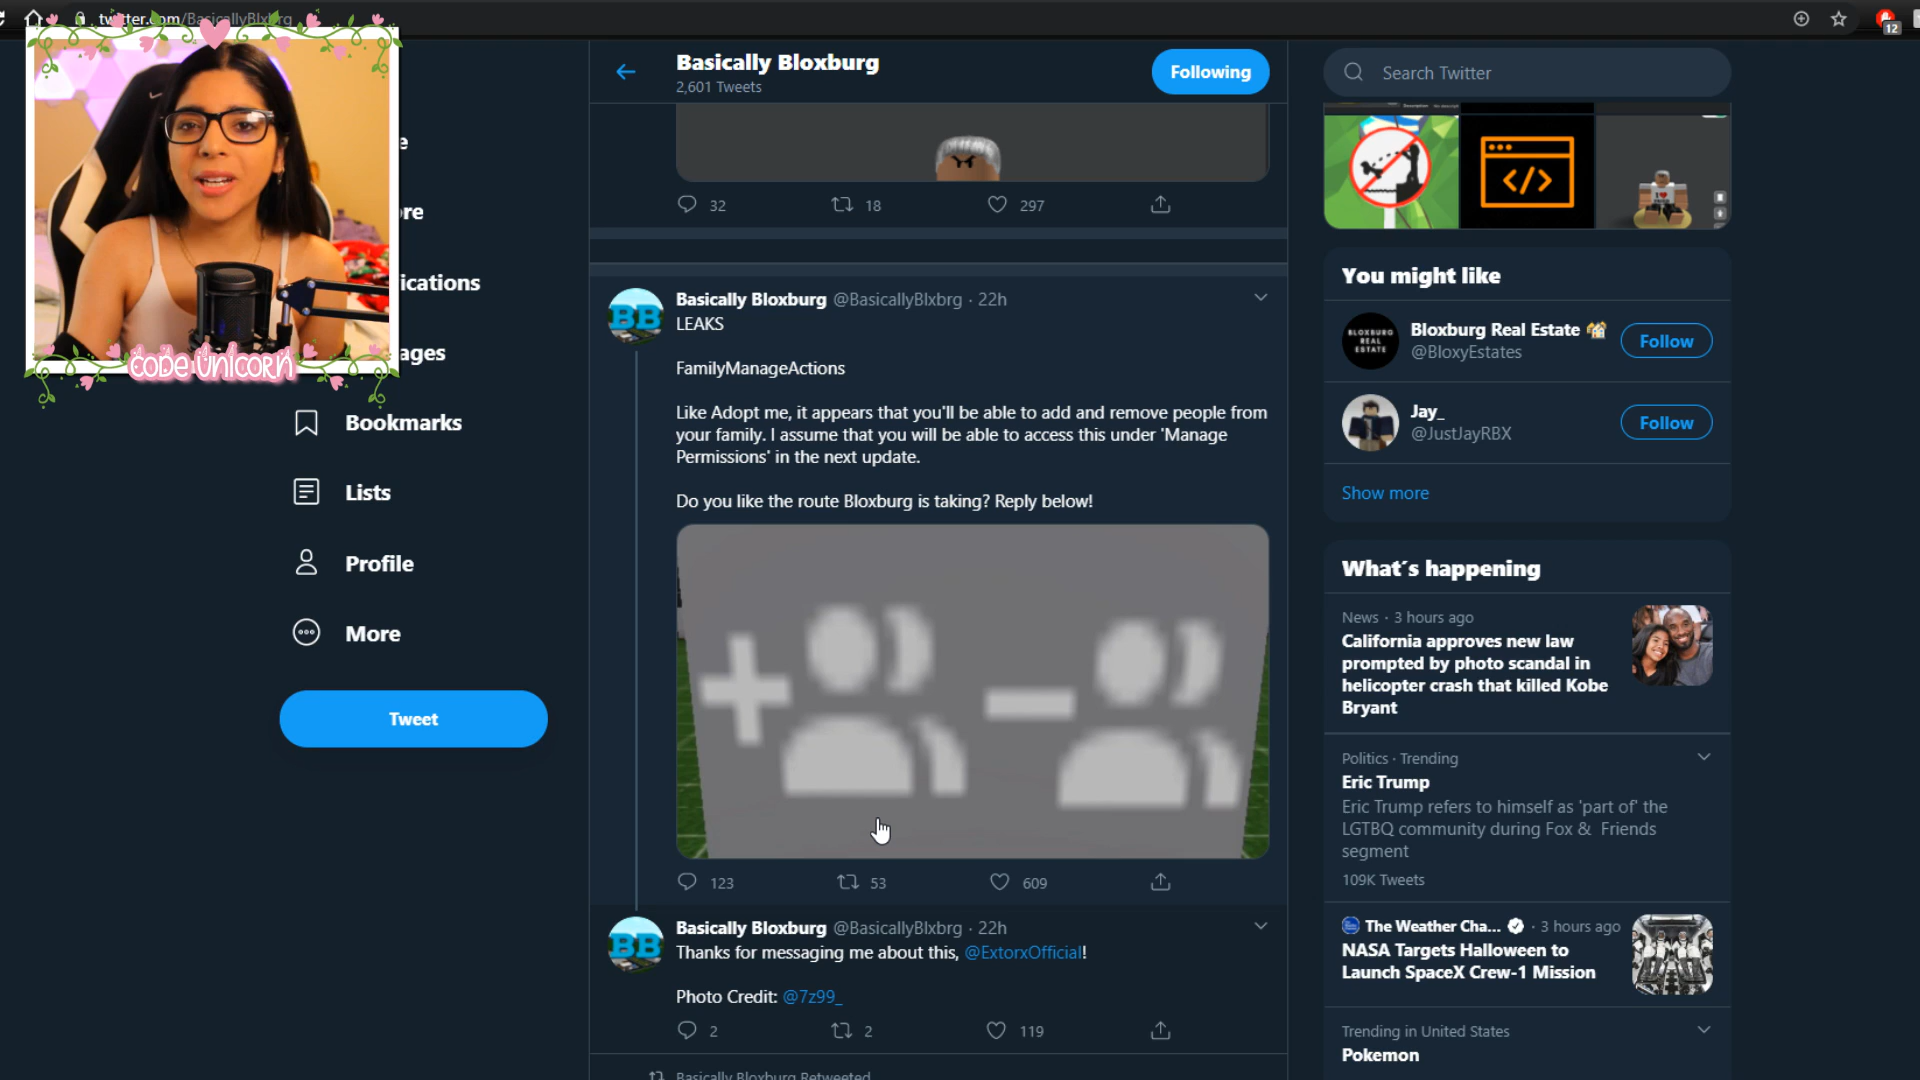 twitter.com/BasicallyBlxbrg
12
CODE UNICORN
ications
ages
Bookmarks
Lists
Profile
More
Tweet
Basically Bloxburg
2,601 Tweets
Following
32 18 297
Basically Bloxburg @BasicallyBlxbrg · 22h
LEAKS
FamilyManageActions
Like Adopt me, it appears that you'll be able to add and remove people from
your family. I assume that you will be able to access this under 'Manage
Permissions' in the next update.
Do you like the route Bloxburg is taking? Reply below!
123 53 609
BB
Basically Bloxburg @BasicallyBlxbrg · 22h
Thanks for messaging me about this, @ExtorxOfficial!
Photo Credit: @7z99_
2 2 119
Basically Bloxburg Retweeted
Search Twitter
You might like
BLOXBURG
REAL
ESTATE
Bloxburg Real Estate
@BloxyEstates
Follow
Jay_
@JustJayRBX
Follow
Show more
What's happening
News · 3 hours ago
California approves new law
prompted by photo scandal in
helicopter crash that killed Kobe
Bryant
Politics · Trending
Eric Trump
Eric Trump refers to himself as 'part of' the
LGTBQ community during Fox & Friends
segment
109K Tweets
The Weather Cha... · 3 hours ago
NASA Targets Halloween to
Launch SpaceX Crew-1 Mission
Trending in United States
Pokemon